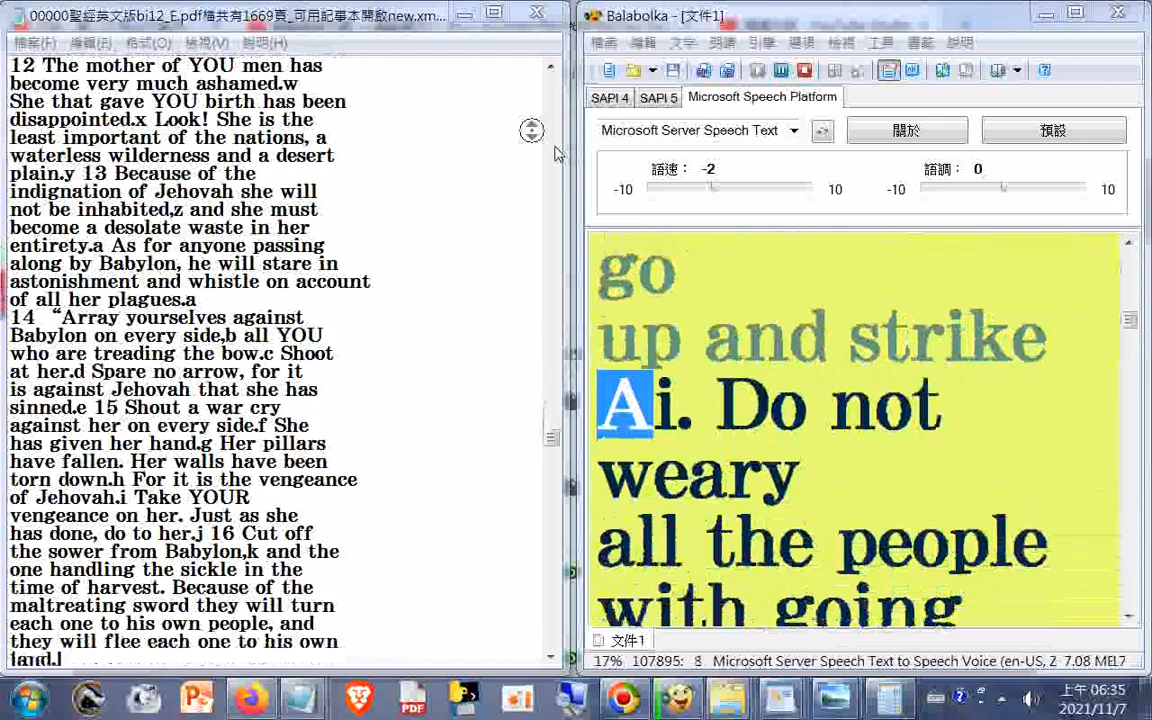 00000聖經英文版bi12_E.pdf檔共有1669頁_可用記事本開啟new.xm...
檔案(F) 編輯(E) 格式(O) 檢視(V) 說明(H)
12 The mother of YOU men has
become very much ashamed.w
She that gave YOU birth has been
disappointed.x Look! She is the
least important of the nations, a
waterless wilderness and a desert
plain.y 13 Because of the
indignation of Jehovah she will
not be inhabited,z and she must
become a desolate waste in her
entirety.a As for anyone passing
along by Babylon, he will stare in
astonishment and whistle on account
of all her plagues.a
14 “Array yourselves against
Babylon on every side,b all YOU
who are treading the bow.c Shoot
at her.d Spare no arrow, for it
is against Jehovah that she has
sinned.e 15 Shout a war cry
against her on every side.f She
has given her hand.g Her pillars
have fallen. Her walls have been
torn down.h For it is the vengeance
of Jehovah.i Take YOUR
vengeance on her. Just as she
has done, do to her.j 16 Cut off
the sower from Babylon,k and the
one handling the sickle in the
time of harvest. Because of the
maltreating sword they will turn
each one to his own people, and
they will flee each one to his own
land.l
Balabolka - [文件1]
檔案 編輯 文字 朗讀 引擎 選項 檢視 工具 書籤 說明
SAPI 4 SAPI 5 Microsoft Speech Platform
Microsoft Server Speech Text 關於 預設
語速： -2 語調： 0
-10 10 -10 10
go
up and strike
Ai. Do not
weary
all the people
with going
文件1
17% 107895: 8 Microsoft Server Speech Text to Speech Voice (en-US, Z 7.08 MB
上午 06:35
2021/11/7